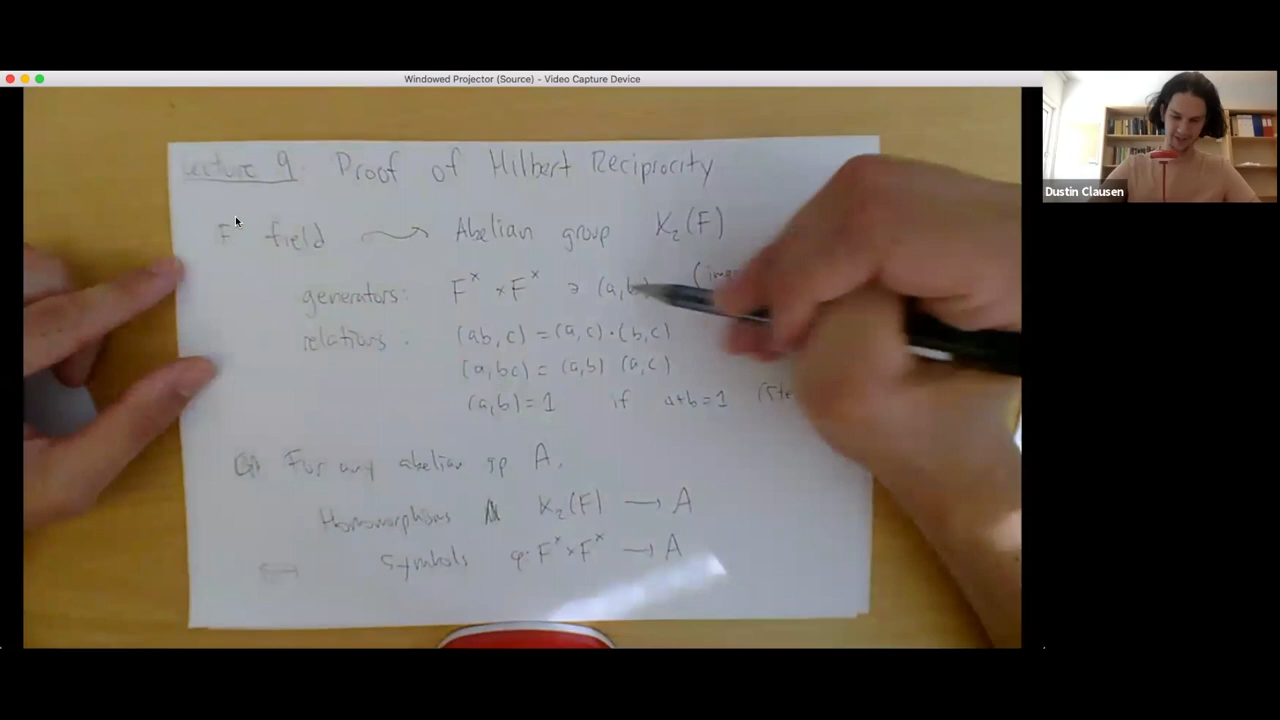 Windowed Projector (Source) - Video Capture Device
Lecture 9: Proof of Hilbert Reciprocity
F field ⇝ Abelian group K₂(F)
generators: F^× × F^× ∋ (a,b)
relations: (ab, c) = (a, c)·(b, c)
(a, bc) = (a, b) (a, c)
(a, b) = 1 if a+b=1 (Ste
For any abelian gp A,
Homomorphisms K₂(F) → A
↔ Symbols φ: F^× × F^× → A
Dustin Clausen